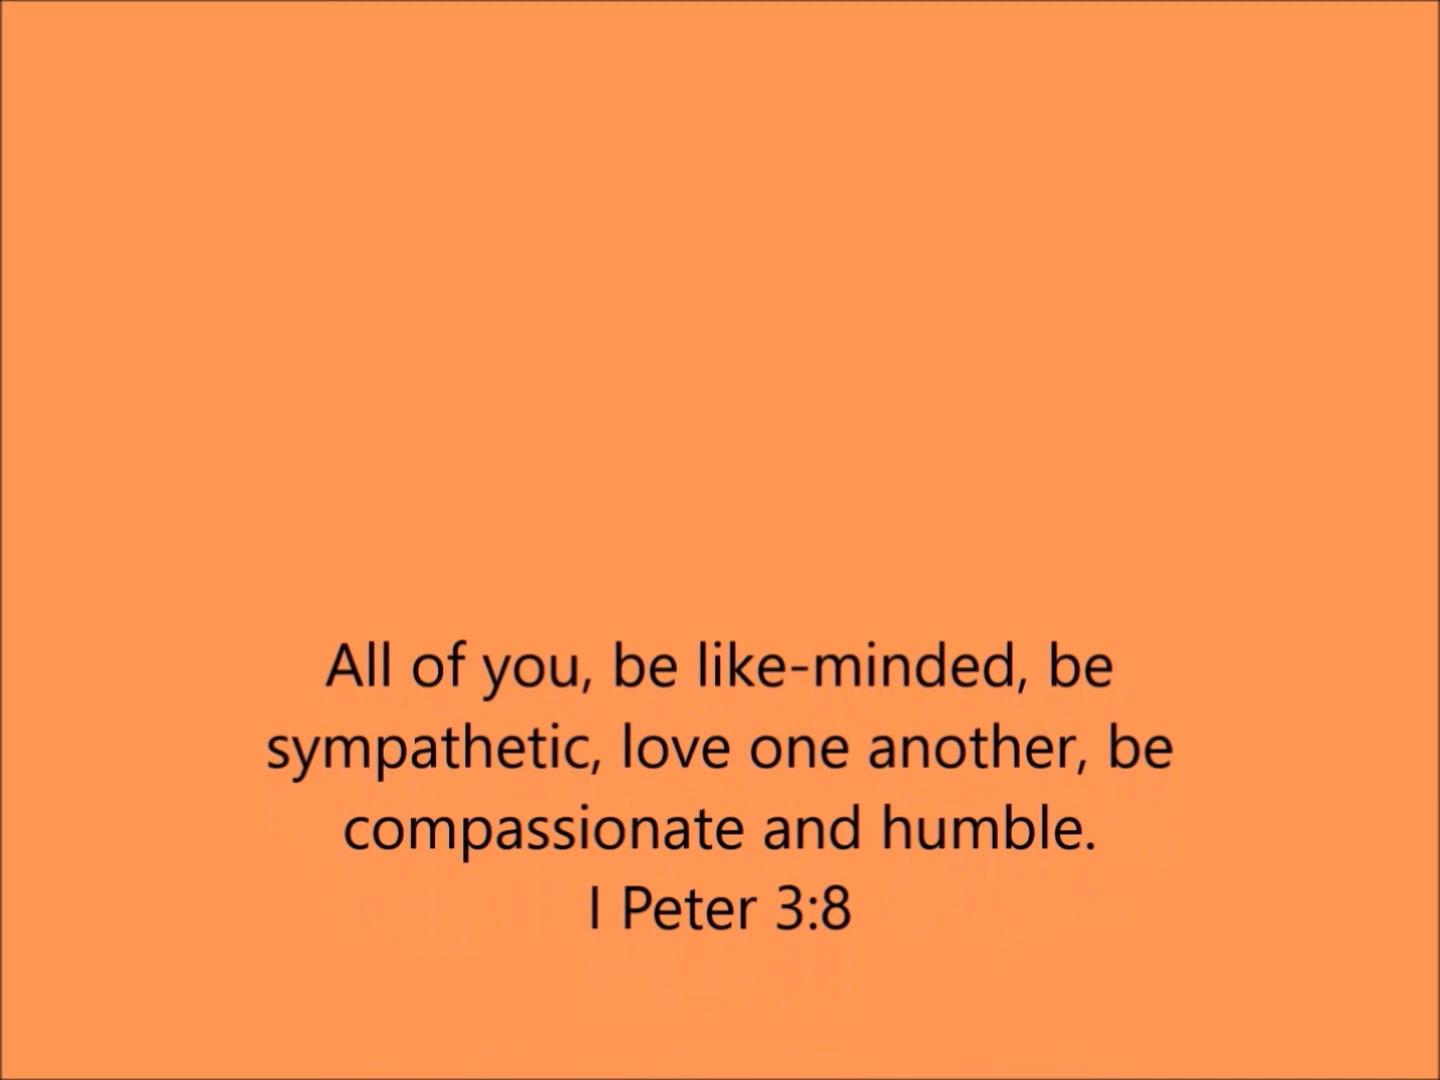 All of you, be like-minded, be
sympathetic, love one another, be
compassionate and humble.
I Peter 3:8